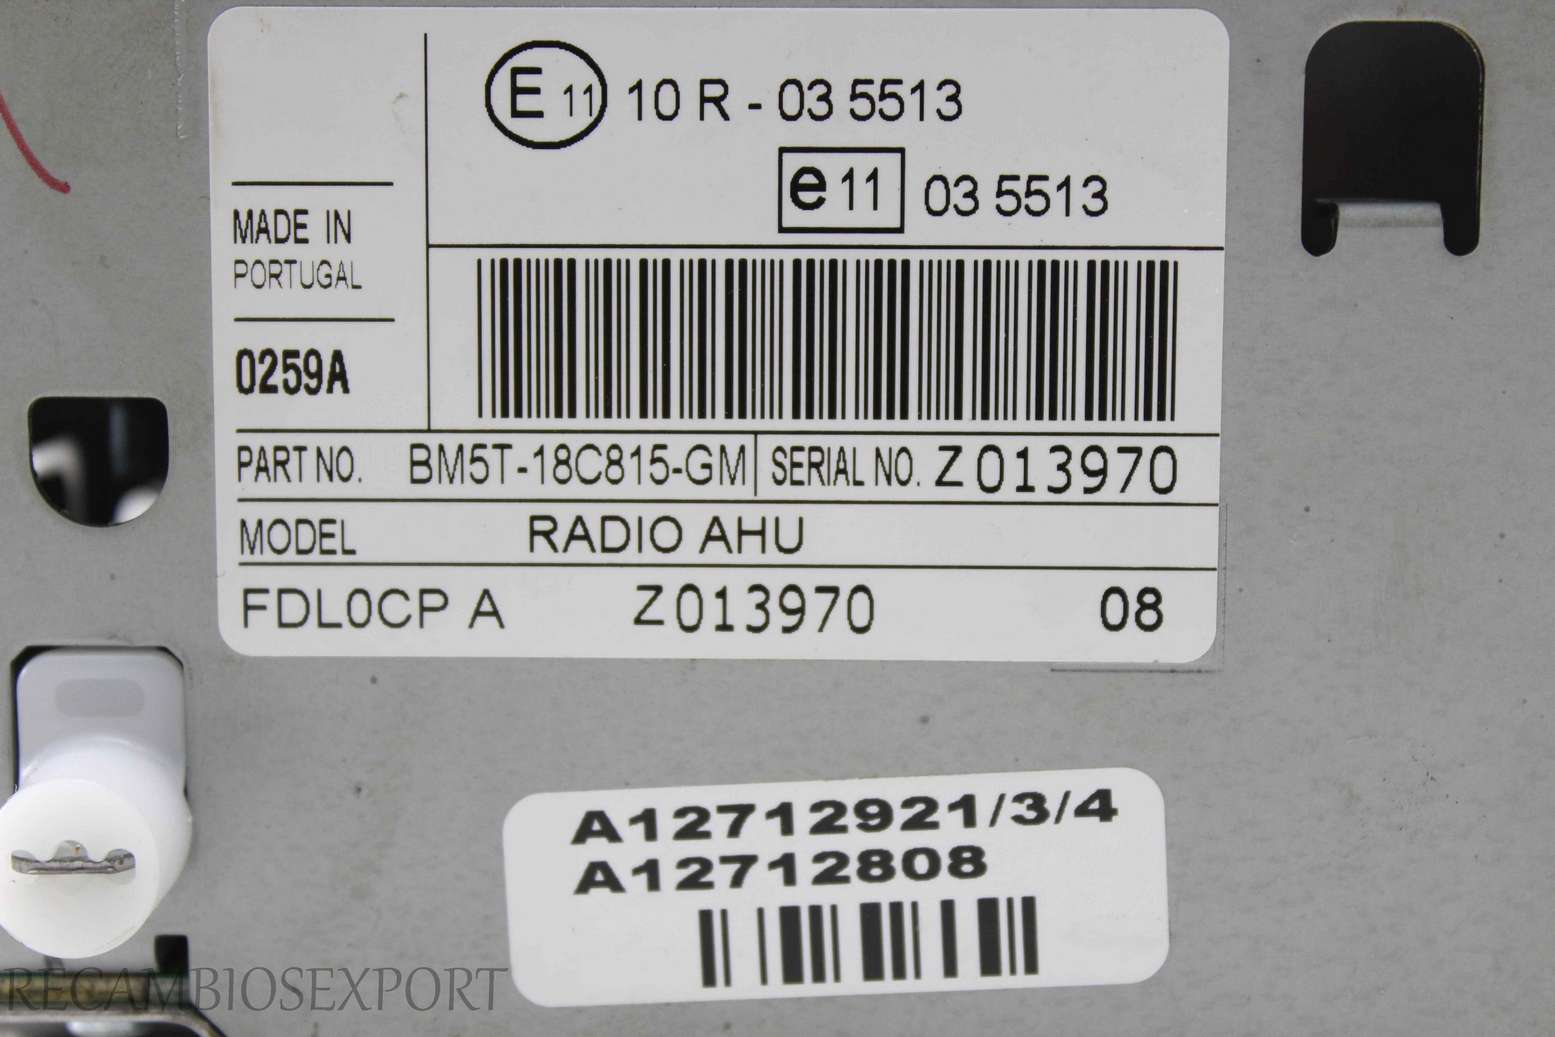 E 11 10 R - 03 5513
e 11 03 5513
MADE IN
PORTUGAL
0259A
PART NO. BM5T-18C815-GM SERIAL NO. Z013970
MODEL RADIO AHU
FDL0CP A Z013970 08
A12712921/3/4
A12712808
RECAMBIOSEXPORT